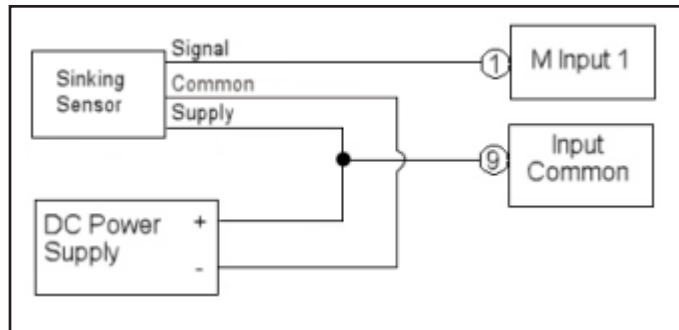 Signal
1
M Input 1
Sinking
Sensor
Common
Supply
9
Input
Common
DC Power
Supply
+
-